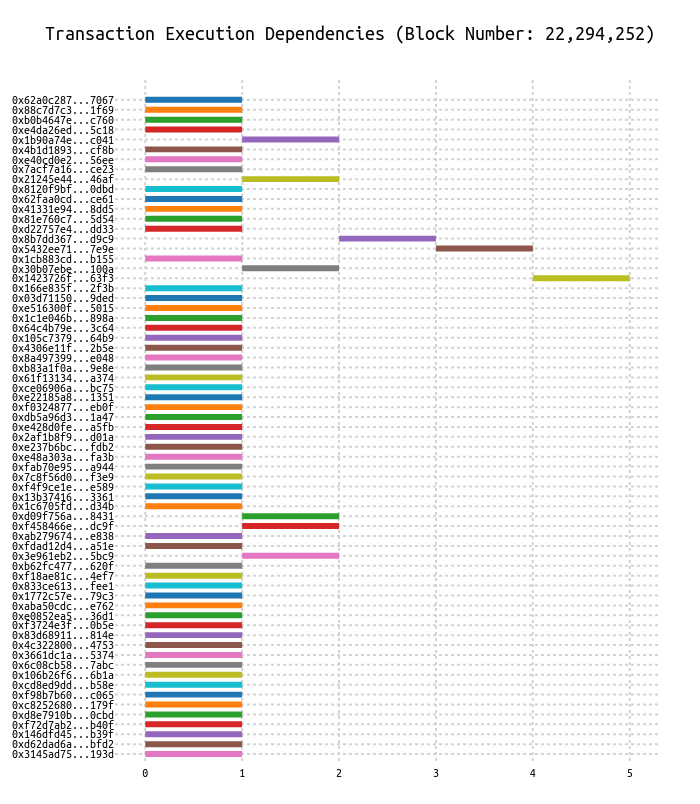 Transaction Execution Dependencies (Block Number: 22,294,252)
0x62a0c287...7067
0x88c7d7c3...1f69
0xb0b4647e...c760
0xe4da26ed...5c18
0x1b90a74e...c041
0x4b1d1893...cf8b
0xe40cd0e2...56ee
0x7acf7a16...ce23
0x21245e44...46af
0x8120f9bf...0dbd
0x62faa0cd...ce61
0x41331e94...8dd5
0x81e760c7...5d54
0xd22757e4...dd33
0x8b7dd367...d9c9
0x5432ee71...7e9e
0x1cb883cd...b155
0x30b07ebe...100a
0x1423726f...63f3
0x166e835f...2f3b
0x03d71150...9ded
0xe516300f...5015
0x1c1e046b...898a
0x64c4b79e...3c64
0x105c7379...64b9
0x4306e11f...2b5e
0x8a497399...e048
0xb83a1f0a...9e8e
0x61f13134...a374
0xce06906a...bc75
0xe22185a8...1351
0xf0324877...eb0f
0xdb5a96d3...1a47
0xe428d0fe...a5fb
0x2af1b8f9...d01a
0xe237b6bc...fdb2
0xe48a303a...fa3b
0xfab70e95...a944
0x7c8f56d0...f3e9
0xf4f9ce1e...e589
0x13b37416...3361
0x1c6705fd...d34b
0xd09f756a...8431
0xf458466e...dc9f
0xab279674...e838
0xfdad12d4...a51e
0x3e961eb2...5bc9
0xb62fc477...620f
0xf18ae81c...4ef7
0x833ce613...fee1
0x1772c57e...79c3
0xaba50cdc...e762
0xe0852ea5...36d1
0xf3724e3f...0b5e
0x83d68911...814e
0x4c322800...4753
0x3661dc1a...5374
0x6c08cb58...7abc
0x106b26f6...6b1a
0xcd8ed9dd...b58e
0xf98b7b60...c065
0xc8252680...179f
0xd8e7910b...0cbd
0xf72d7ab2...b40f
0x146dfd45...b39f
0xd62dad6a...bfd2
0x3145ad75...193d
0 1 2 3 4 5